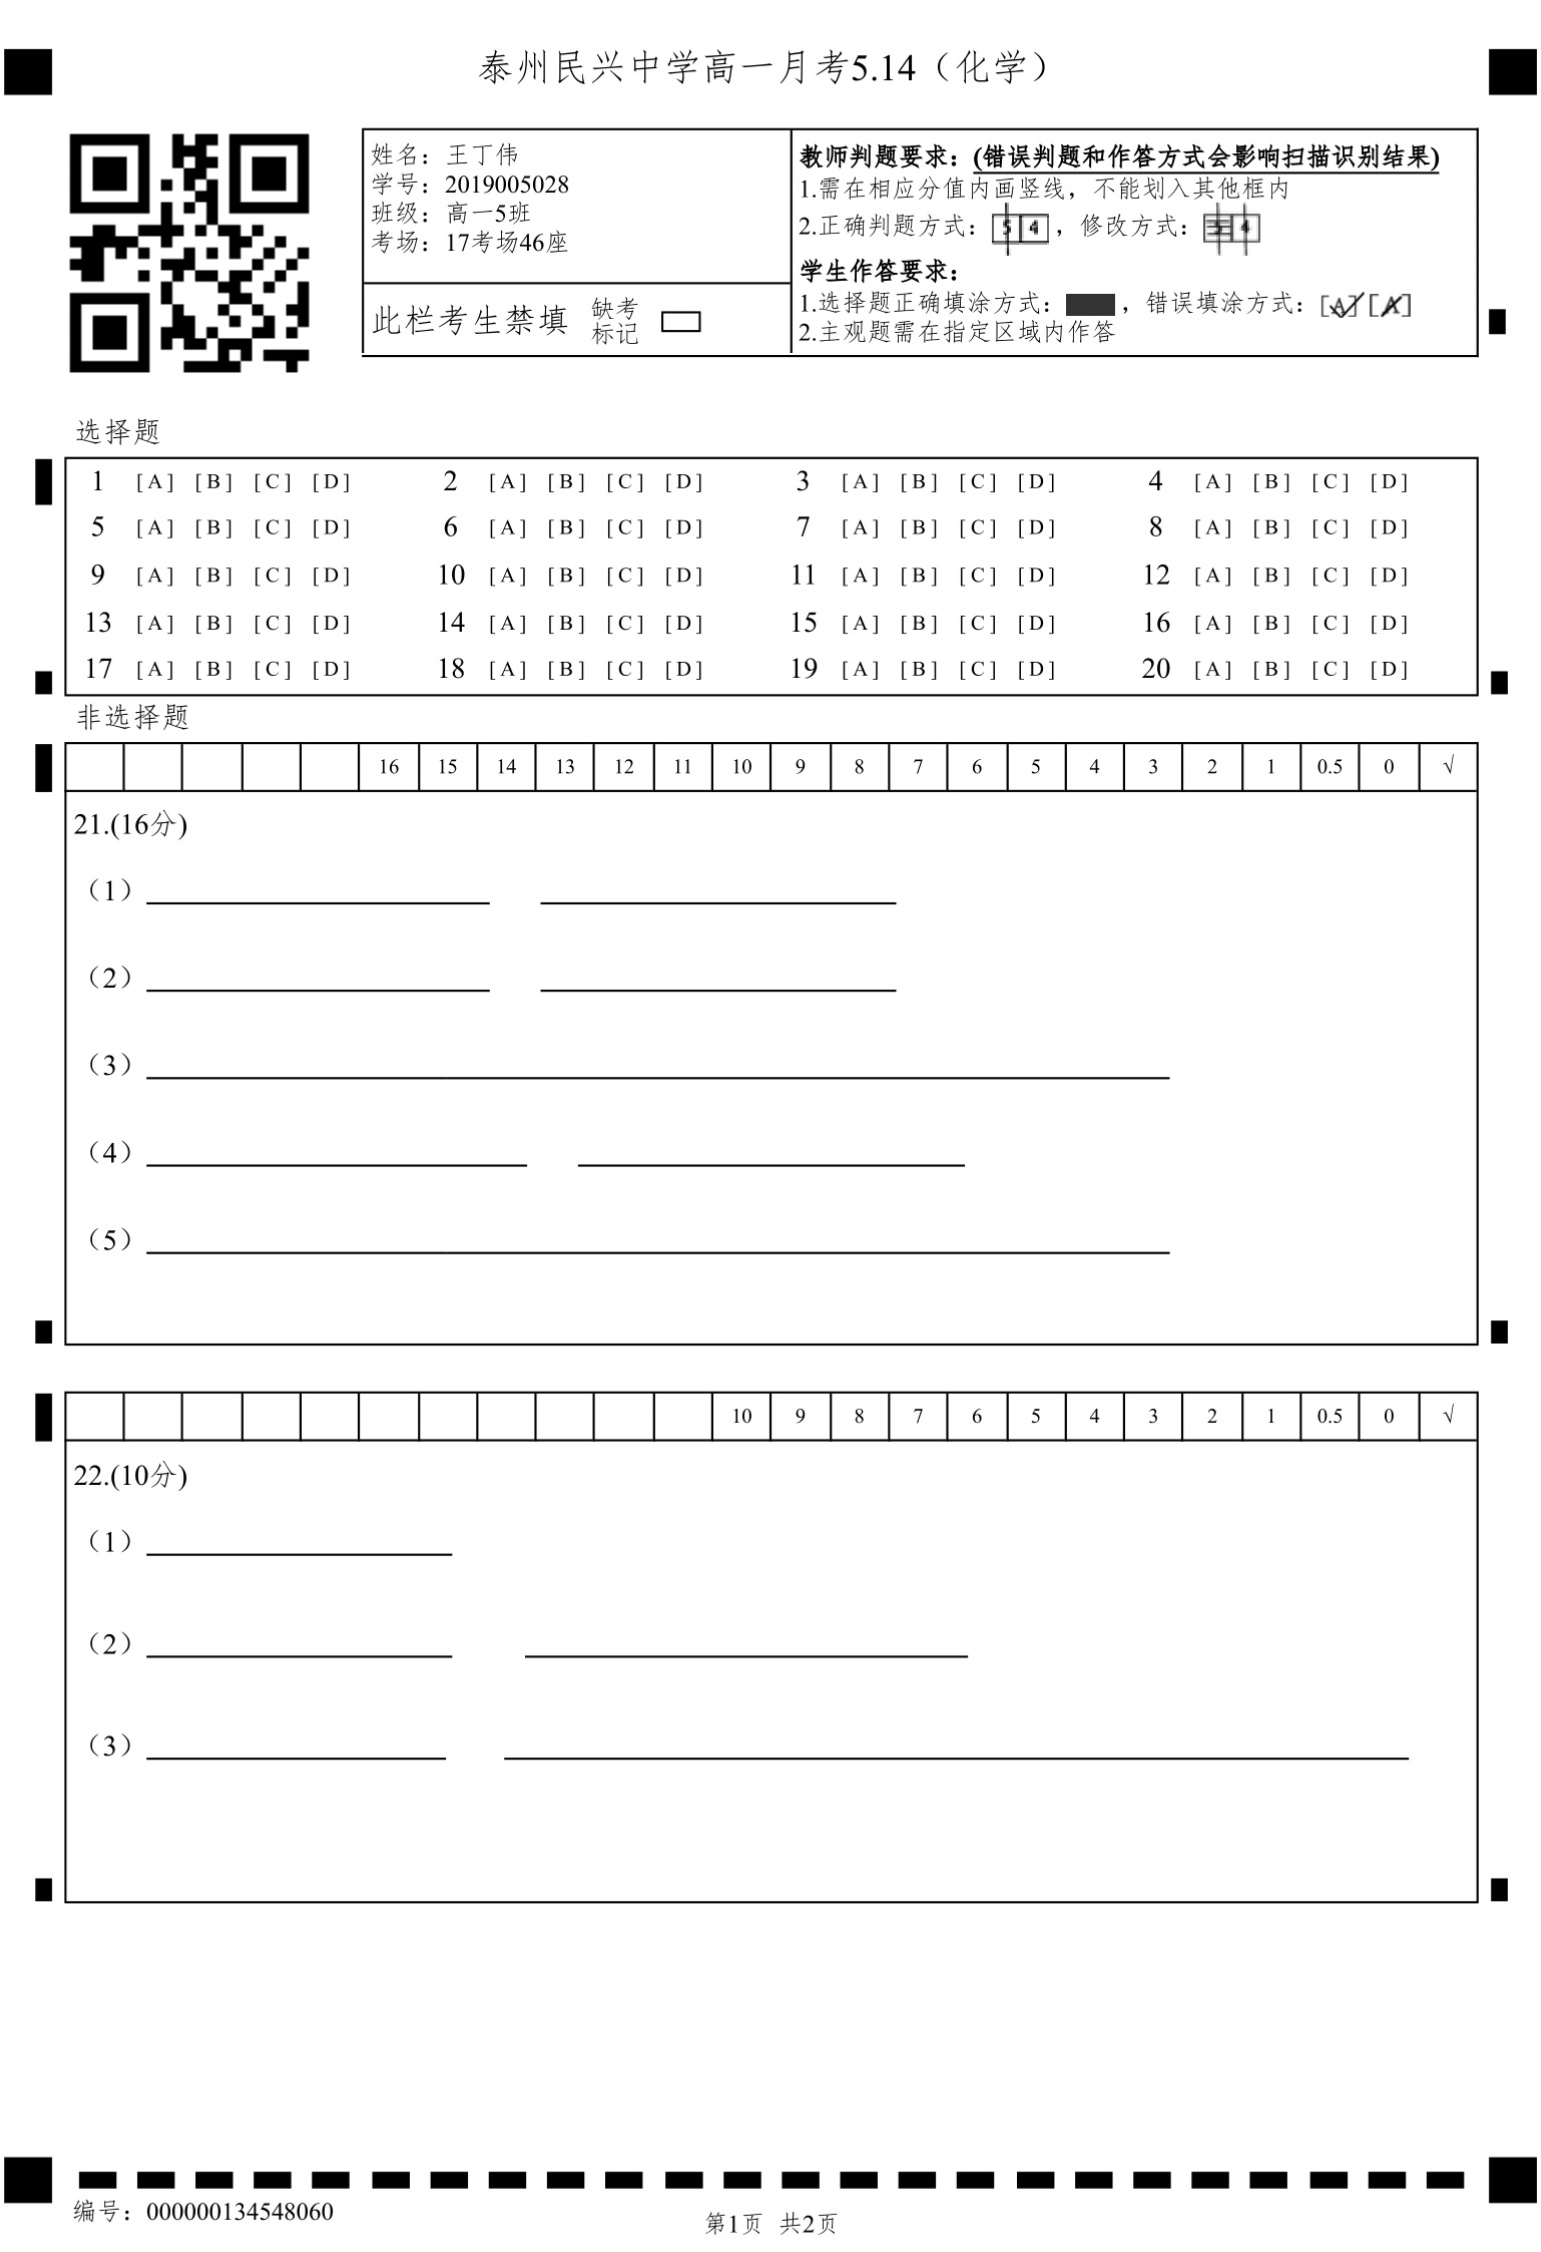 泰州民兴中学高一月考5.14（化学）
姓名：王丁伟
学号：2019005028
班级：高一5班
考场：17考场46座
此栏考生禁填 缺考标记
教师判题要求：(错误判题和作答方式会影响扫描识别结果)
1.需在相应分值内画竖线，不能划入其他框内
2.正确判题方式：5 4，修改方式：5 4
学生作答要求：
1.选择题正确填涂方式： ，错误填涂方式：[A] [A]
2.主观题需在指定区域内作答
选择题
1 [A] [B] [C] [D] 2 [A] [B] [C] [D] 3 [A] [B] [C] [D] 4 [A] [B] [C] [D]
5 [A] [B] [C] [D] 6 [A] [B] [C] [D] 7 [A] [B] [C] [D] 8 [A] [B] [C] [D]
9 [A] [B] [C] [D] 10 [A] [B] [C] [D] 11 [A] [B] [C] [D] 12 [A] [B] [C] [D]
13 [A] [B] [C] [D] 14 [A] [B] [C] [D] 15 [A] [B] [C] [D] 16 [A] [B] [C] [D]
17 [A] [B] [C] [D] 18 [A] [B] [C] [D] 19 [A] [B] [C] [D] 20 [A] [B] [C] [D]
非选择题
16 15 14 13 12 11 10 9 8 7 6 5 4 3 2 1 0.5 0 √
21.(16分)
（1）
（2）
（3）
（4）
（5）
10 9 8 7 6 5 4 3 2 1 0.5 0 √
22.(10分)
（1）
（2）
（3）
编号：000000134548060
第1页 共2页